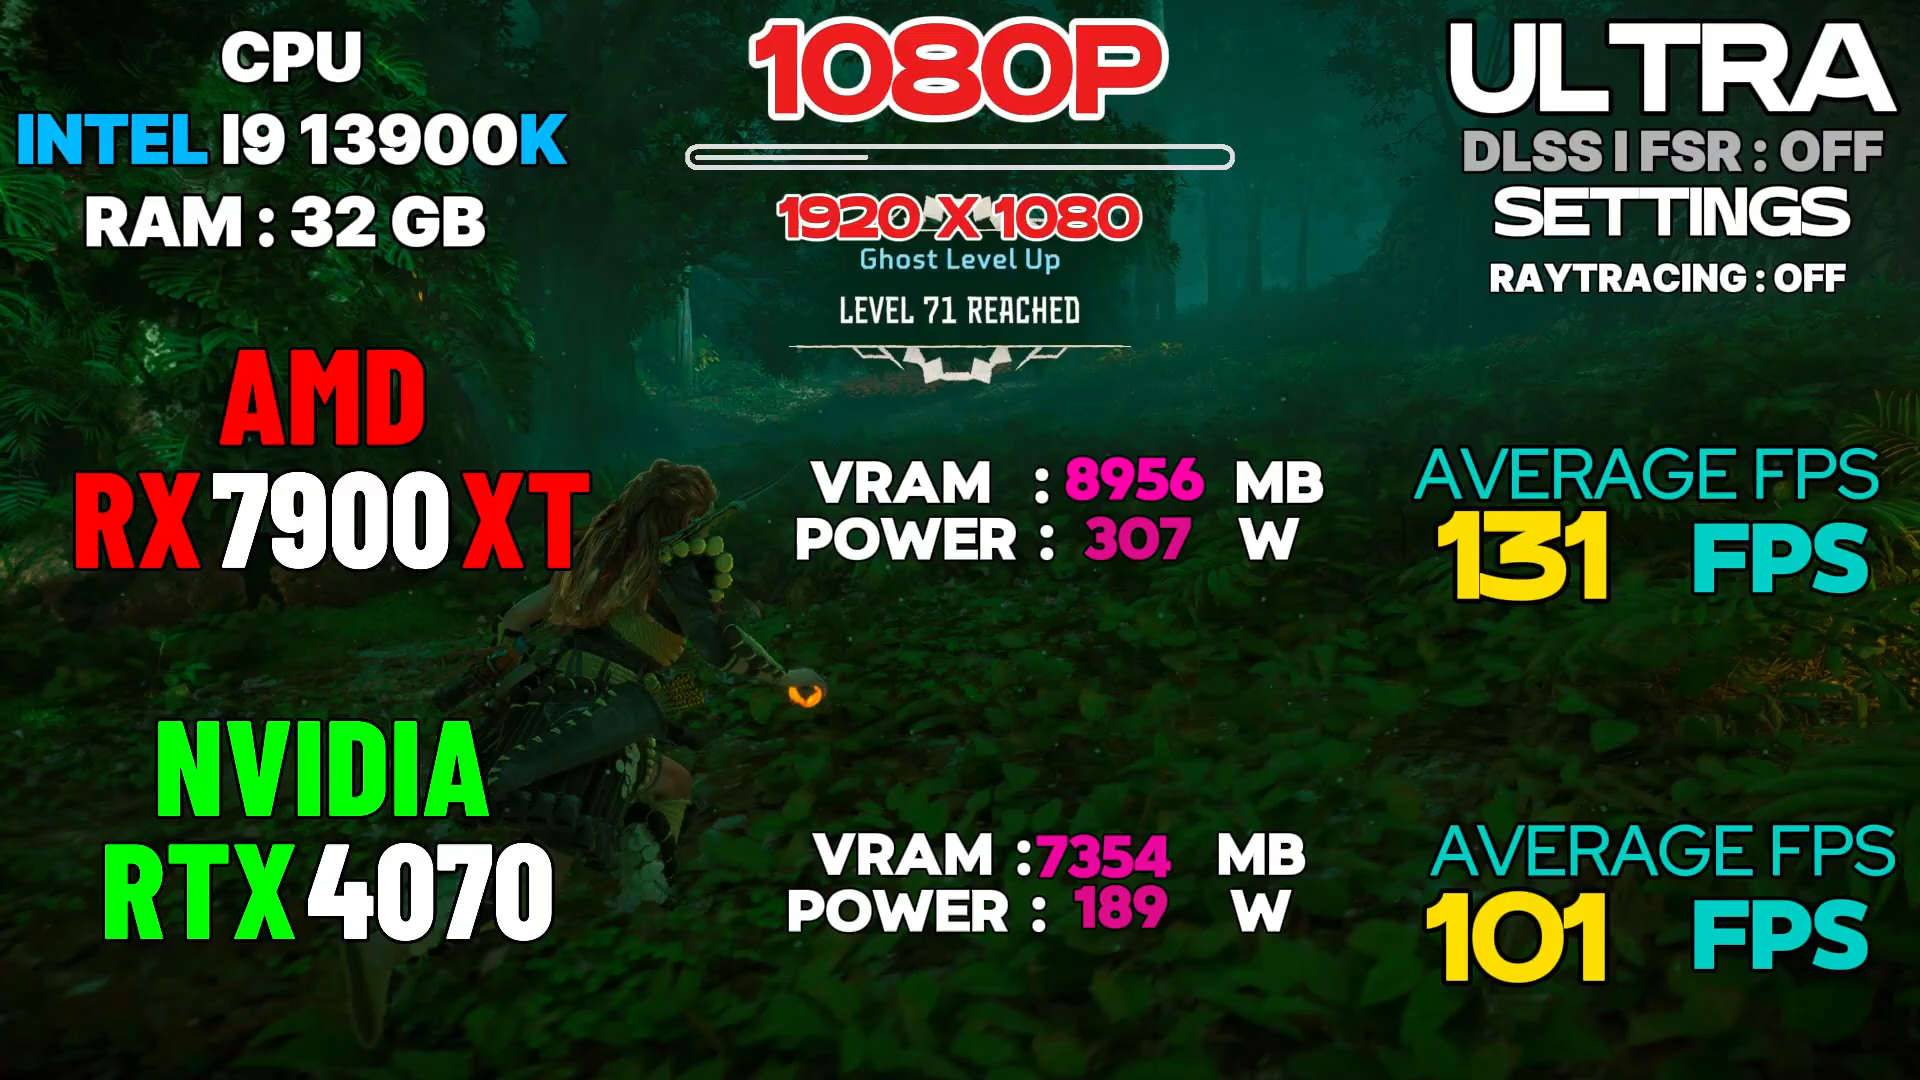 CPU
INTEL I9 13900K
RAM : 32 GB
1080P
1920 X 1080
Ghost Level Up
LEVEL 71 REACHED
ULTRA
DLSS | FSR : OFF
SETTINGS
RAYTRACING : OFF
AMD
RX 7900 XT
VRAM : 8956 MB
POWER : 307 W
AVERAGE FPS
131 FPS
NVIDIA
RTX 4070
VRAM : 7354 MB
POWER : 189 W
AVERAGE FPS
101 FPS